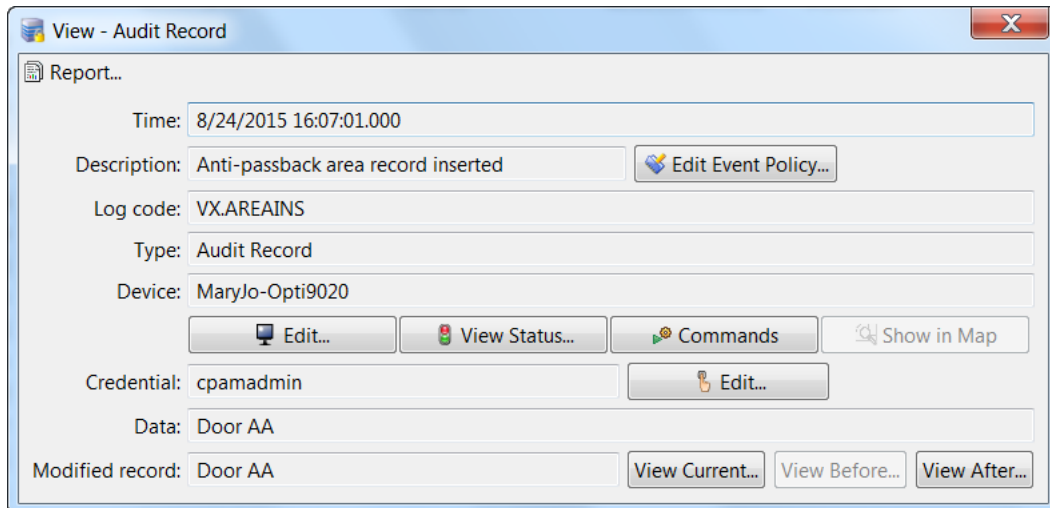 View - Audit Record
Report...
Time: 8/24/2015 16:07:01.000
Description: Anti-passback area record inserted Edit Event Policy...
Log code: VX.AREAINS
Type: Audit Record
Device: MaryJo-Opti9020
Edit... View Status... Commands Show in Map
Credential: cpamadmin Edit...
Data: Door AA
Modified record: Door AA View Current... View Before... View After...